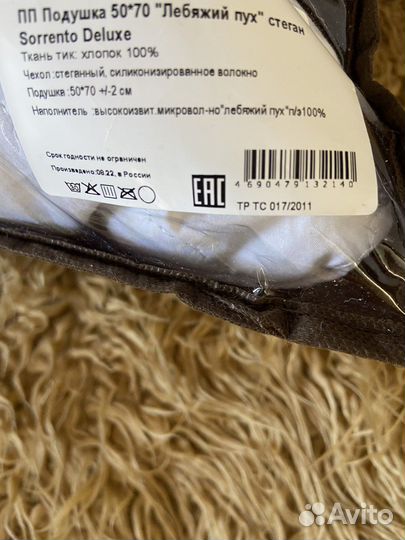 ПП Подушка 50*70 "Лебяжий пух" стеган
Sorrento Deluxe
Ткань тик: хлопок 100%
Чехол :стеганный, силиконизированное волокно
Подушка :50*70 +/-2 см
Наполнитель :высокоизвит.микровол-но"лебяжий пух"п/э100%
Срок годности не ограничен
Произведено:08.22, в России
EAC
4690479132140
ТР ТС 017/2011
Avito